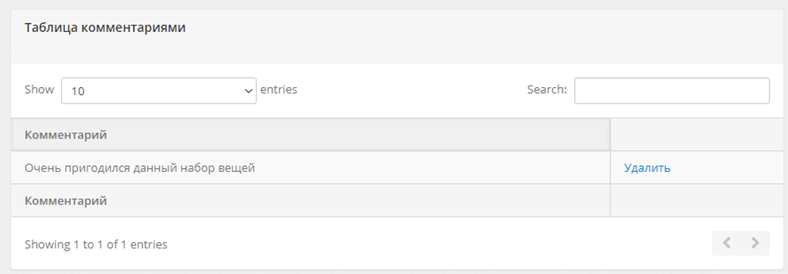 Таблица комментариями
Show 10 entries Search:
Комментарий
Очень пригодился данный набор вещей Удалить
Комментарий
Showing 1 to 1 of 1 entries